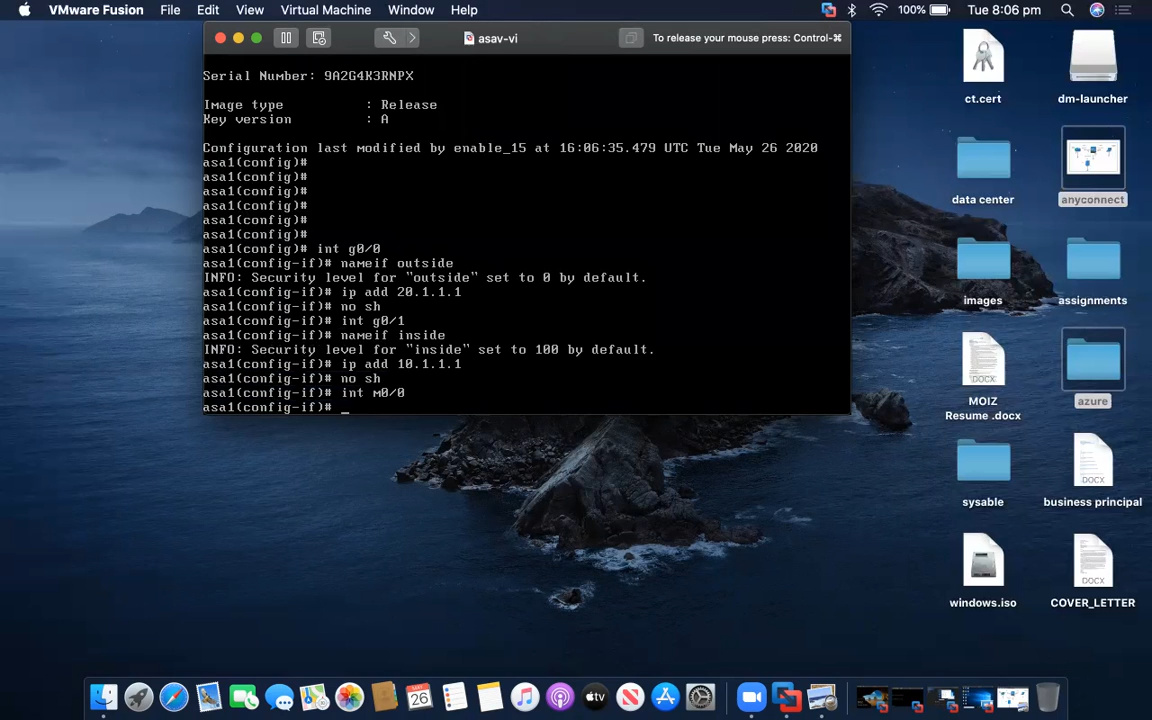 VMware Fusion File Edit View Virtual Machine Window Help 100% Tue 8:06 pm
asav-vi To release your mouse press: Control-⌘
Serial Number: 9A2G4K3RNPX
Image type : Release
Key version : A
Configuration last modified by enable_15 at 16:06:35.479 UTC Tue May 26 2020
asa1(config)#
asa1(config)#
asa1(config)#
asa1(config)#
asa1(config)#
asa1(config)#
asa1(config)# int g0/0
asa1(config-if)# nameif outside
INFO: Security level for "outside" set to 0 by default.
asa1(config-if)# ip add 20.1.1.1
asa1(config-if)# no sh
asa1(config-if)# int g0/1
asa1(config-if)# nameif inside
INFO: Security level for "inside" set to 100 by default.
asa1(config-if)# ip add 10.1.1.1
asa1(config-if)# no sh
asa1(config-if)# int m0/0
asa1(config-if)# _
ct.cert dm-launcher
data center anyconnect
images assignments
DOCX
MOIZ
Resume .docx
azure
sysable
DOCX
business principal
windows.iso
DOCX
COVER_LETTER
MAY
26
tv